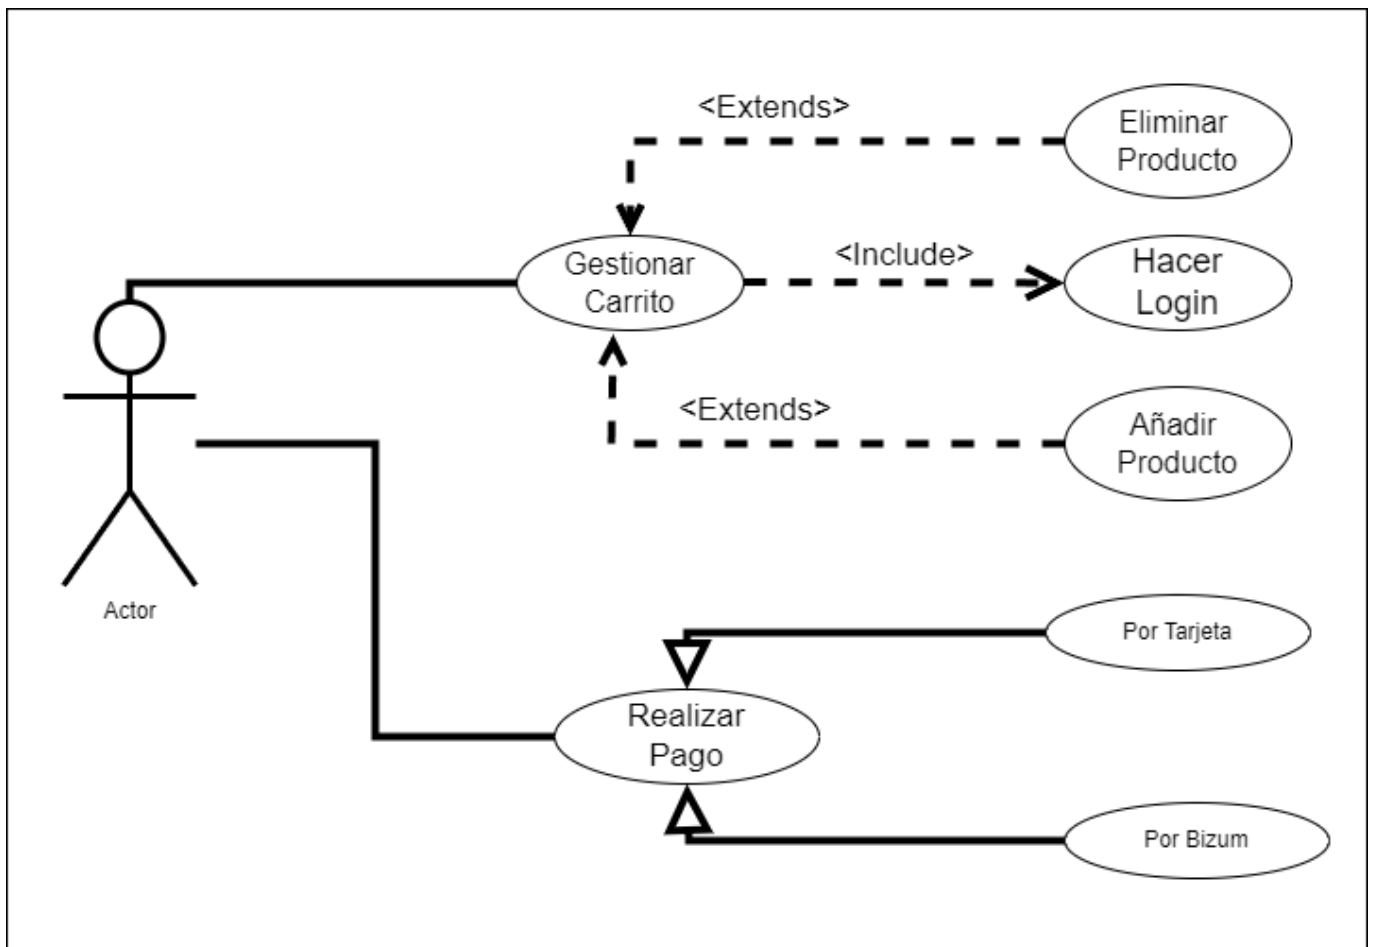 <Extends>
Eliminar
Producto
<Include>
Gestionar
Carrito
Hacer
Login
<Extends>
Añadir
Producto
Actor
Por Tarjeta
Realizar
Pago
Por Bizum